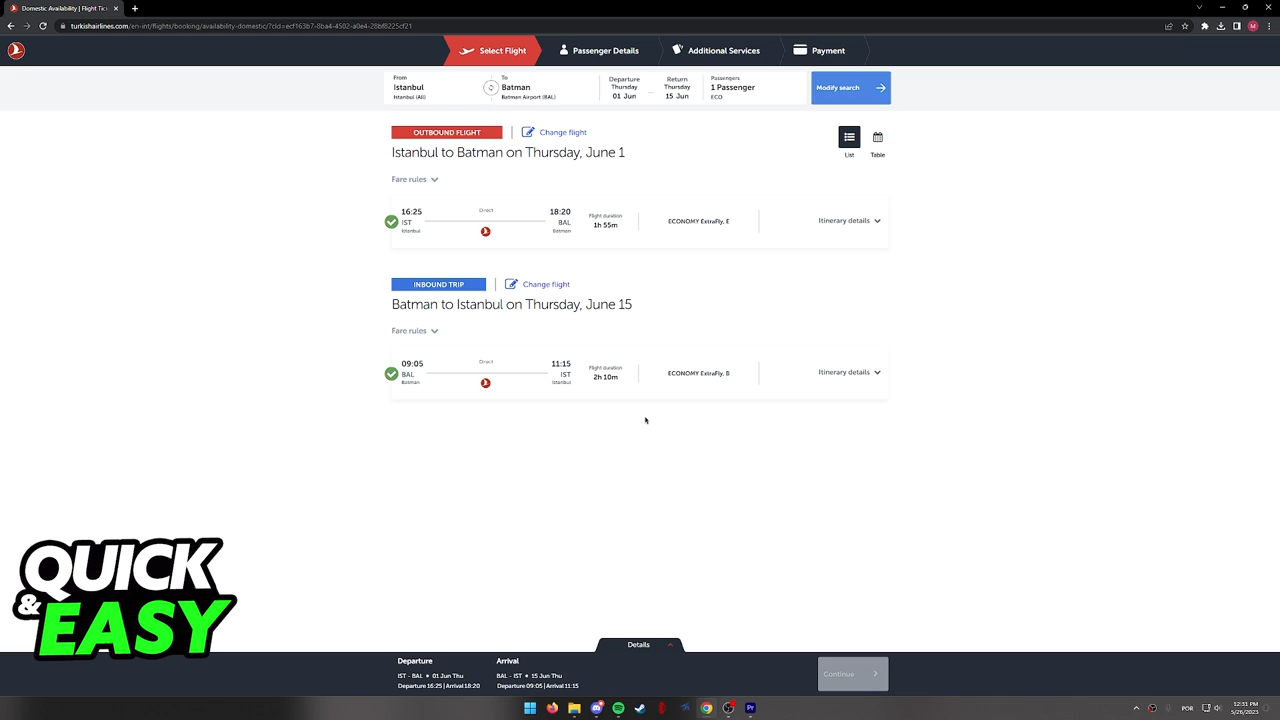 Domestic Availability | Flight Tic
turkishairlines.com/en-int/flights/booking/availability-domestic/?cId=ecf163b7-8ba4-4502-a0e4-28bf8225cf21
Select Flight
Passenger Details
Additional Services
Payment
From
Istanbul
Istanbul (All)
To
Batman
Batman Airport (BAL)
Departure
Thursday
01 Jun
Return
Thursday
15 Jun
Passengers
1 Passenger
ECO
Modify search
OUTBOUND FLIGHT
Change flight
List
Table
Istanbul to Batman on Thursday, June 1
Fare rules
16:25
IST
Istanbul
Direct
18:20
BAL
Batman
Flight duration
1h 55m
ECONOMY ExtraFly, E
Itinerary details
INBOUND TRIP
Change flight
Batman to Istanbul on Thursday, June 15
Fare rules
09:05
BAL
Batman
Direct
11:15
IST
Istanbul
Flight duration
2h 10m
ECONOMY ExtraFly, B
Itinerary details
QUICK
&EASY
Details
Departure
IST - BAL • 01 Jun Thu
Departure 16:25 | Arrival 18:20
Arrival
BAL - IST • 15 Jun Thu
Departure 09:05 | Arrival 11:15
Continue
POR
12:31 PM
5/26/2023